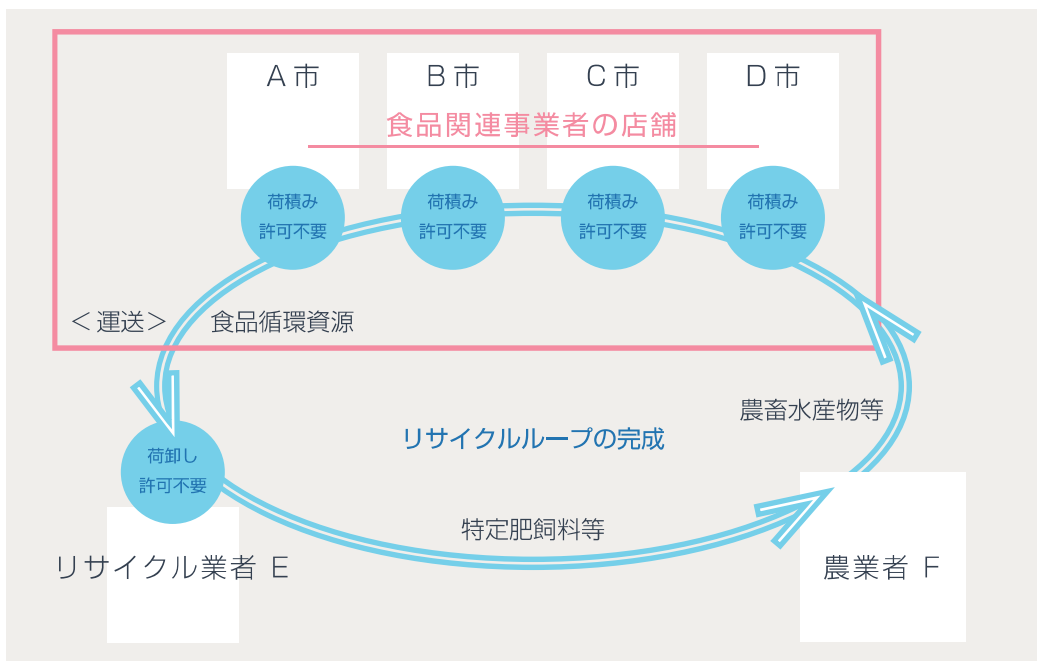 A市
B市
C市
D市
食品関連事業者の店舗
荷積み
許可不要
荷積み
許可不要
荷積み
許可不要
荷積み
許可不要
＜運送＞
食品循環資源
農畜水産物等
リサイクルループの完成
荷卸し
許可不要
特定肥飼料等
リサイクル業者 E
農業者 F